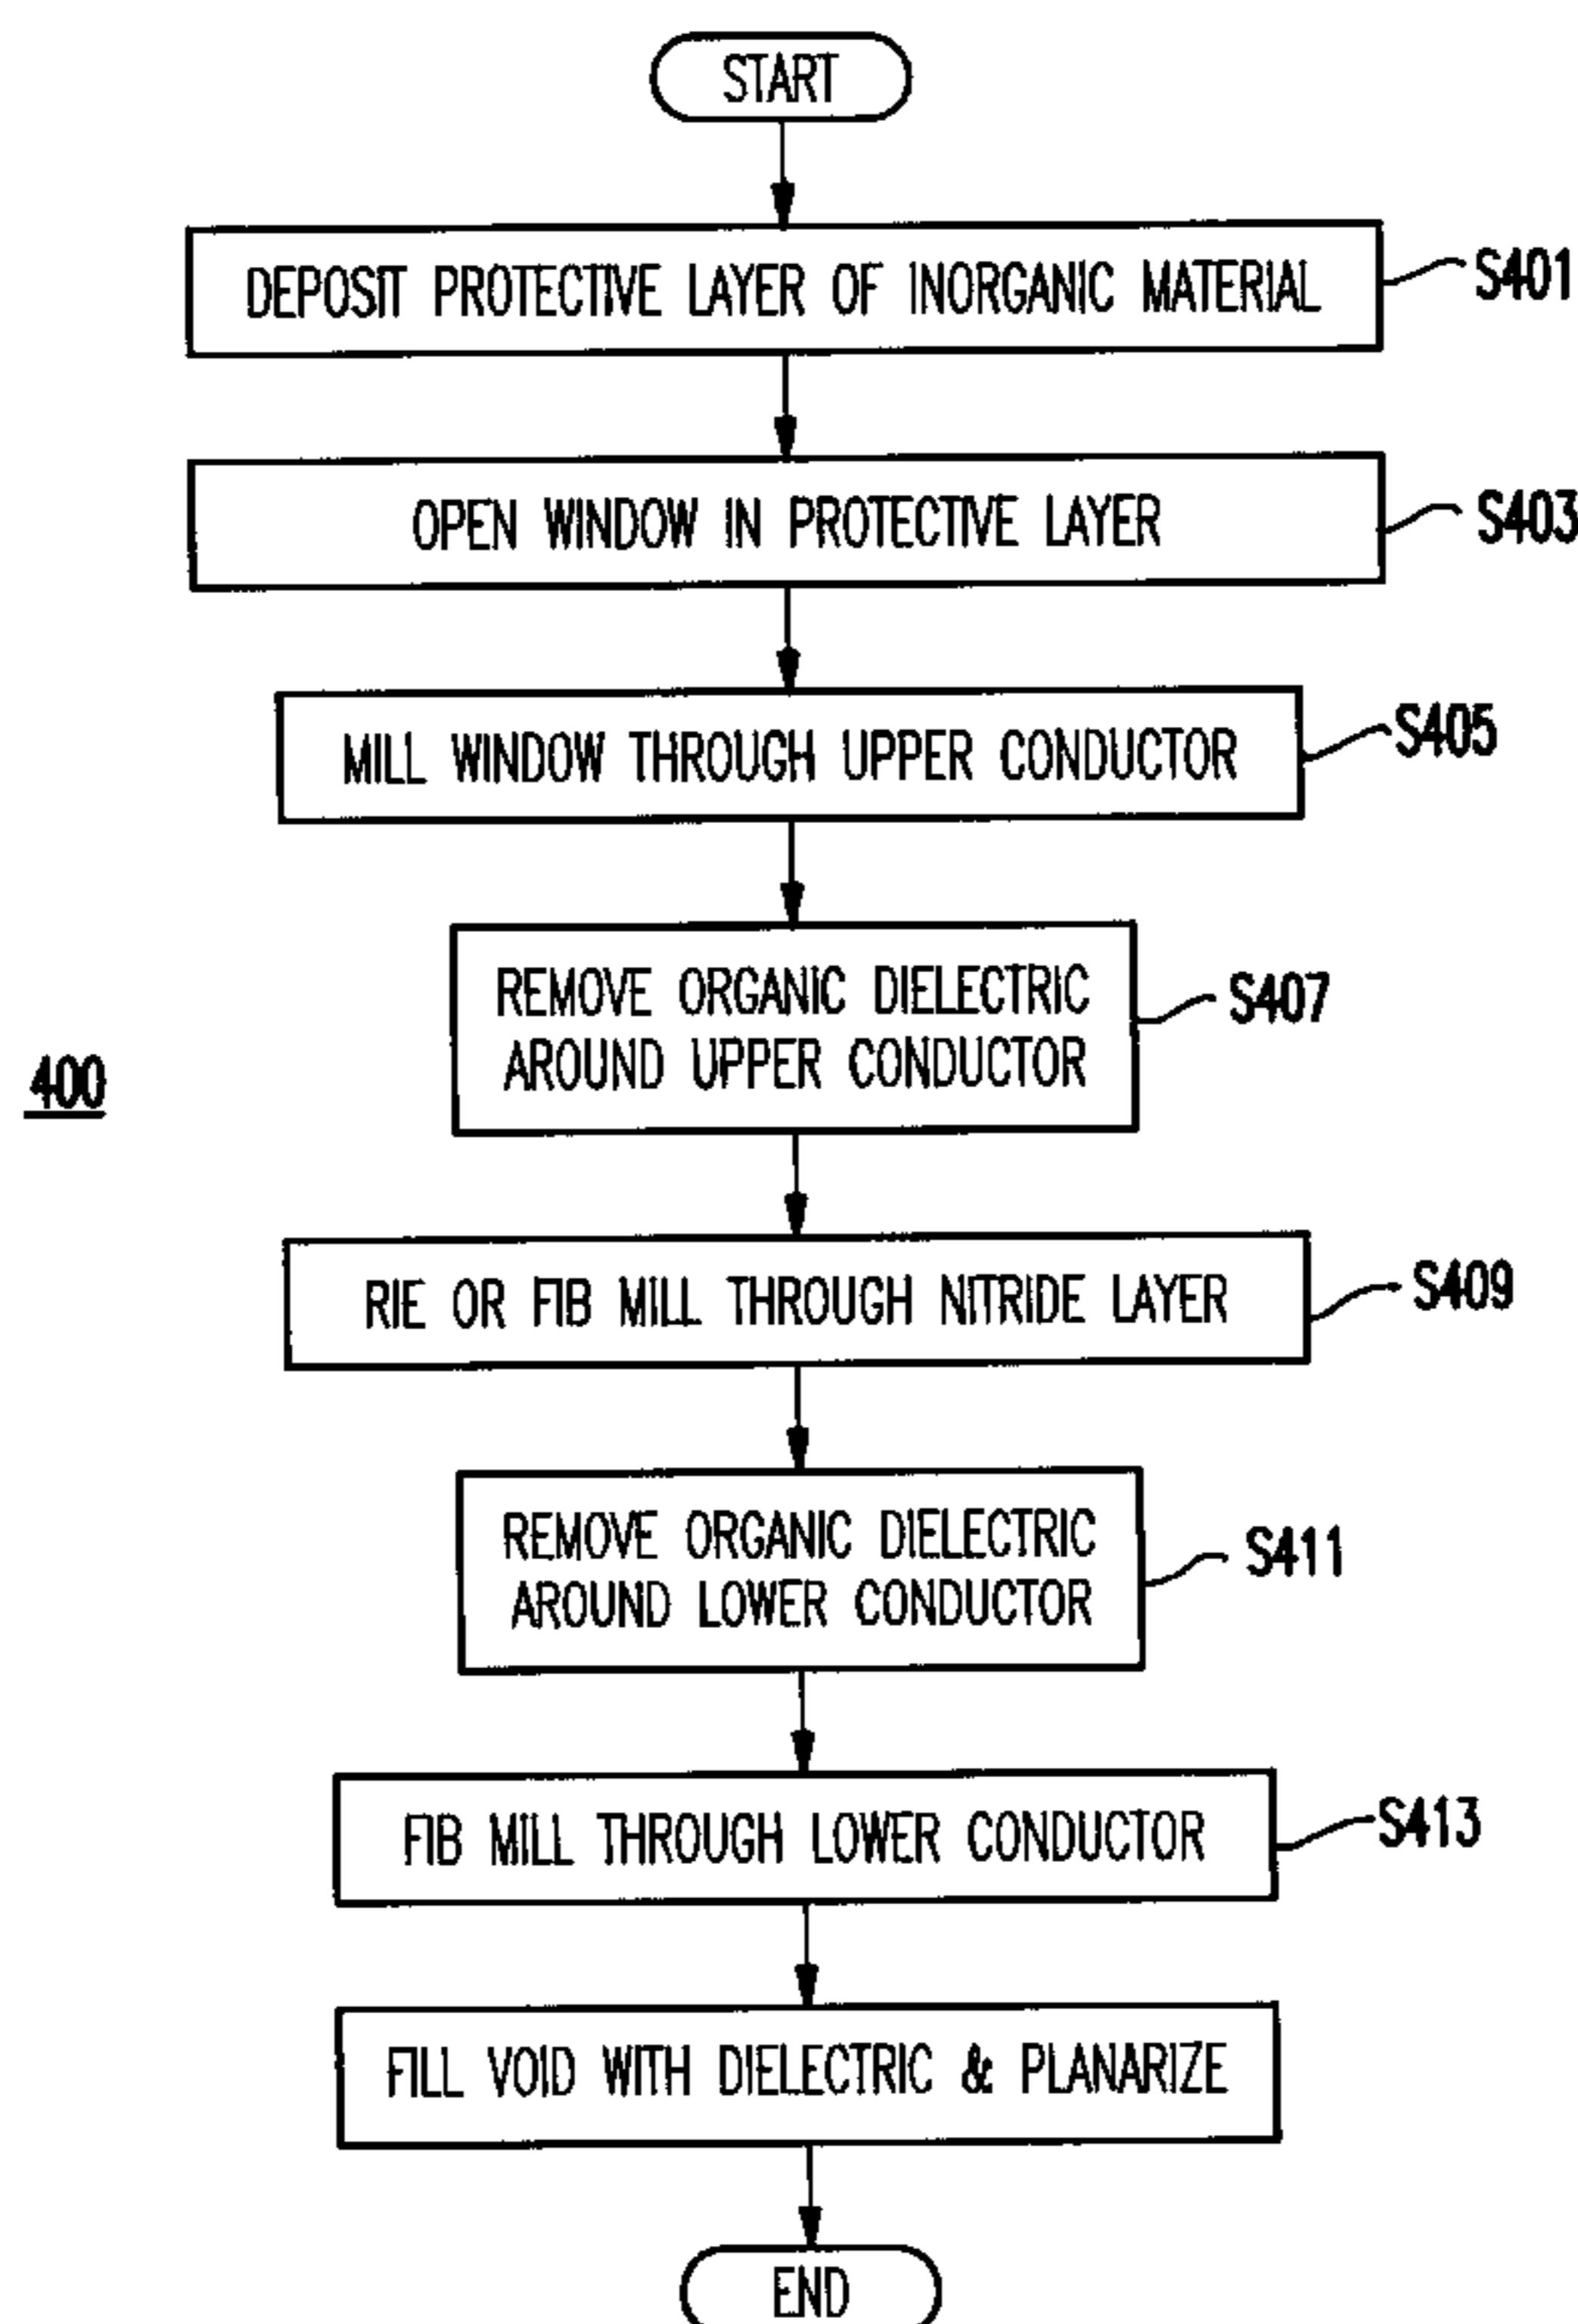 START
DEPOSIT PROTECTIVE LAYER OF INORGANIC MATERIAL
S401
OPEN WINDOW IN PROTECTIVE LAYER
S403
MILL WINDOW THROUGH UPPER CONDUCTOR
S405
REMOVE ORGANIC DIELECTRIC
AROUND UPPER CONDUCTOR
S407
400
RIE OR FIB MILL THROUGH NITRIDE LAYER
S409
REMOVE ORGANIC DIELECTRIC
AROUND LOWER CONDUCTOR
S411
FIB MILL THROUGH LOWER CONDUCTOR
S413
FILL VOID WITH DIELECTRIC & PLANARIZE
END